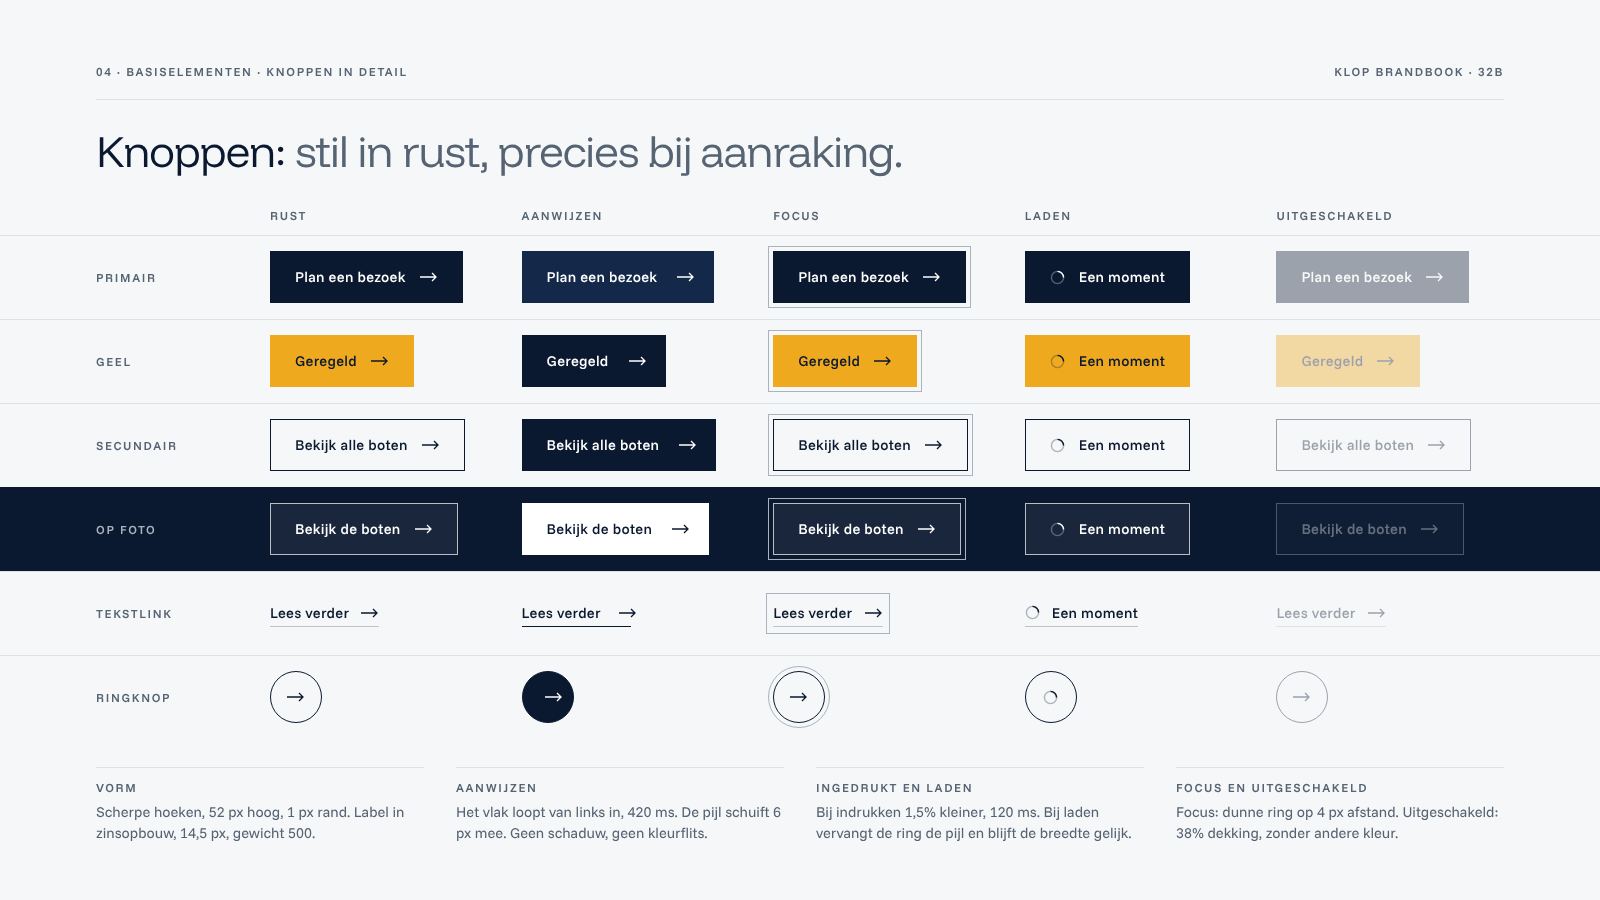 04 · BASISELEMENTEN · KNOPPEN IN DETAIL
KLOP BRANDBOOK · 32B
Knoppen: stil in rust, precies bij aanraking.
RUST AANWIJZEN FOCUS LADEN UITGESCHAKELD
PRIMAIR Plan een bezoek → Plan een bezoek → Plan een bezoek → Een moment Plan een bezoek →
GEEL Geregeld → Geregeld → Geregeld → Een moment Geregeld →
SECUNDAIR Bekijk alle boten → Bekijk alle boten → Bekijk alle boten → Een moment Bekijk alle boten →
OP FOTO Bekijk de boten → Bekijk de boten → Bekijk de boten → Een moment Bekijk de boten →
TEKSTLINK Lees verder → Lees verder → Lees verder → Een moment Lees verder →
RINGKNOP → → → →
VORM
Scherpe hoeken, 52 px hoog, 1 px rand. Label in
zinsopbouw, 14,5 px, gewicht 500.
AANWIJZEN
Het vlak loopt van links in, 420 ms. De pijl schuift 6
px mee. Geen schaduw, geen kleurflits.
INGEDRUKT EN LADEN
Bij indrukken 1,5% kleiner, 120 ms. Bij laden
vervangt de ring de pijl en blijft de breedte gelijk.
FOCUS EN UITGESCHAKELD
Focus: dunne ring op 4 px afstand. Uitgeschakeld:
38% dekking, zonder andere kleur.